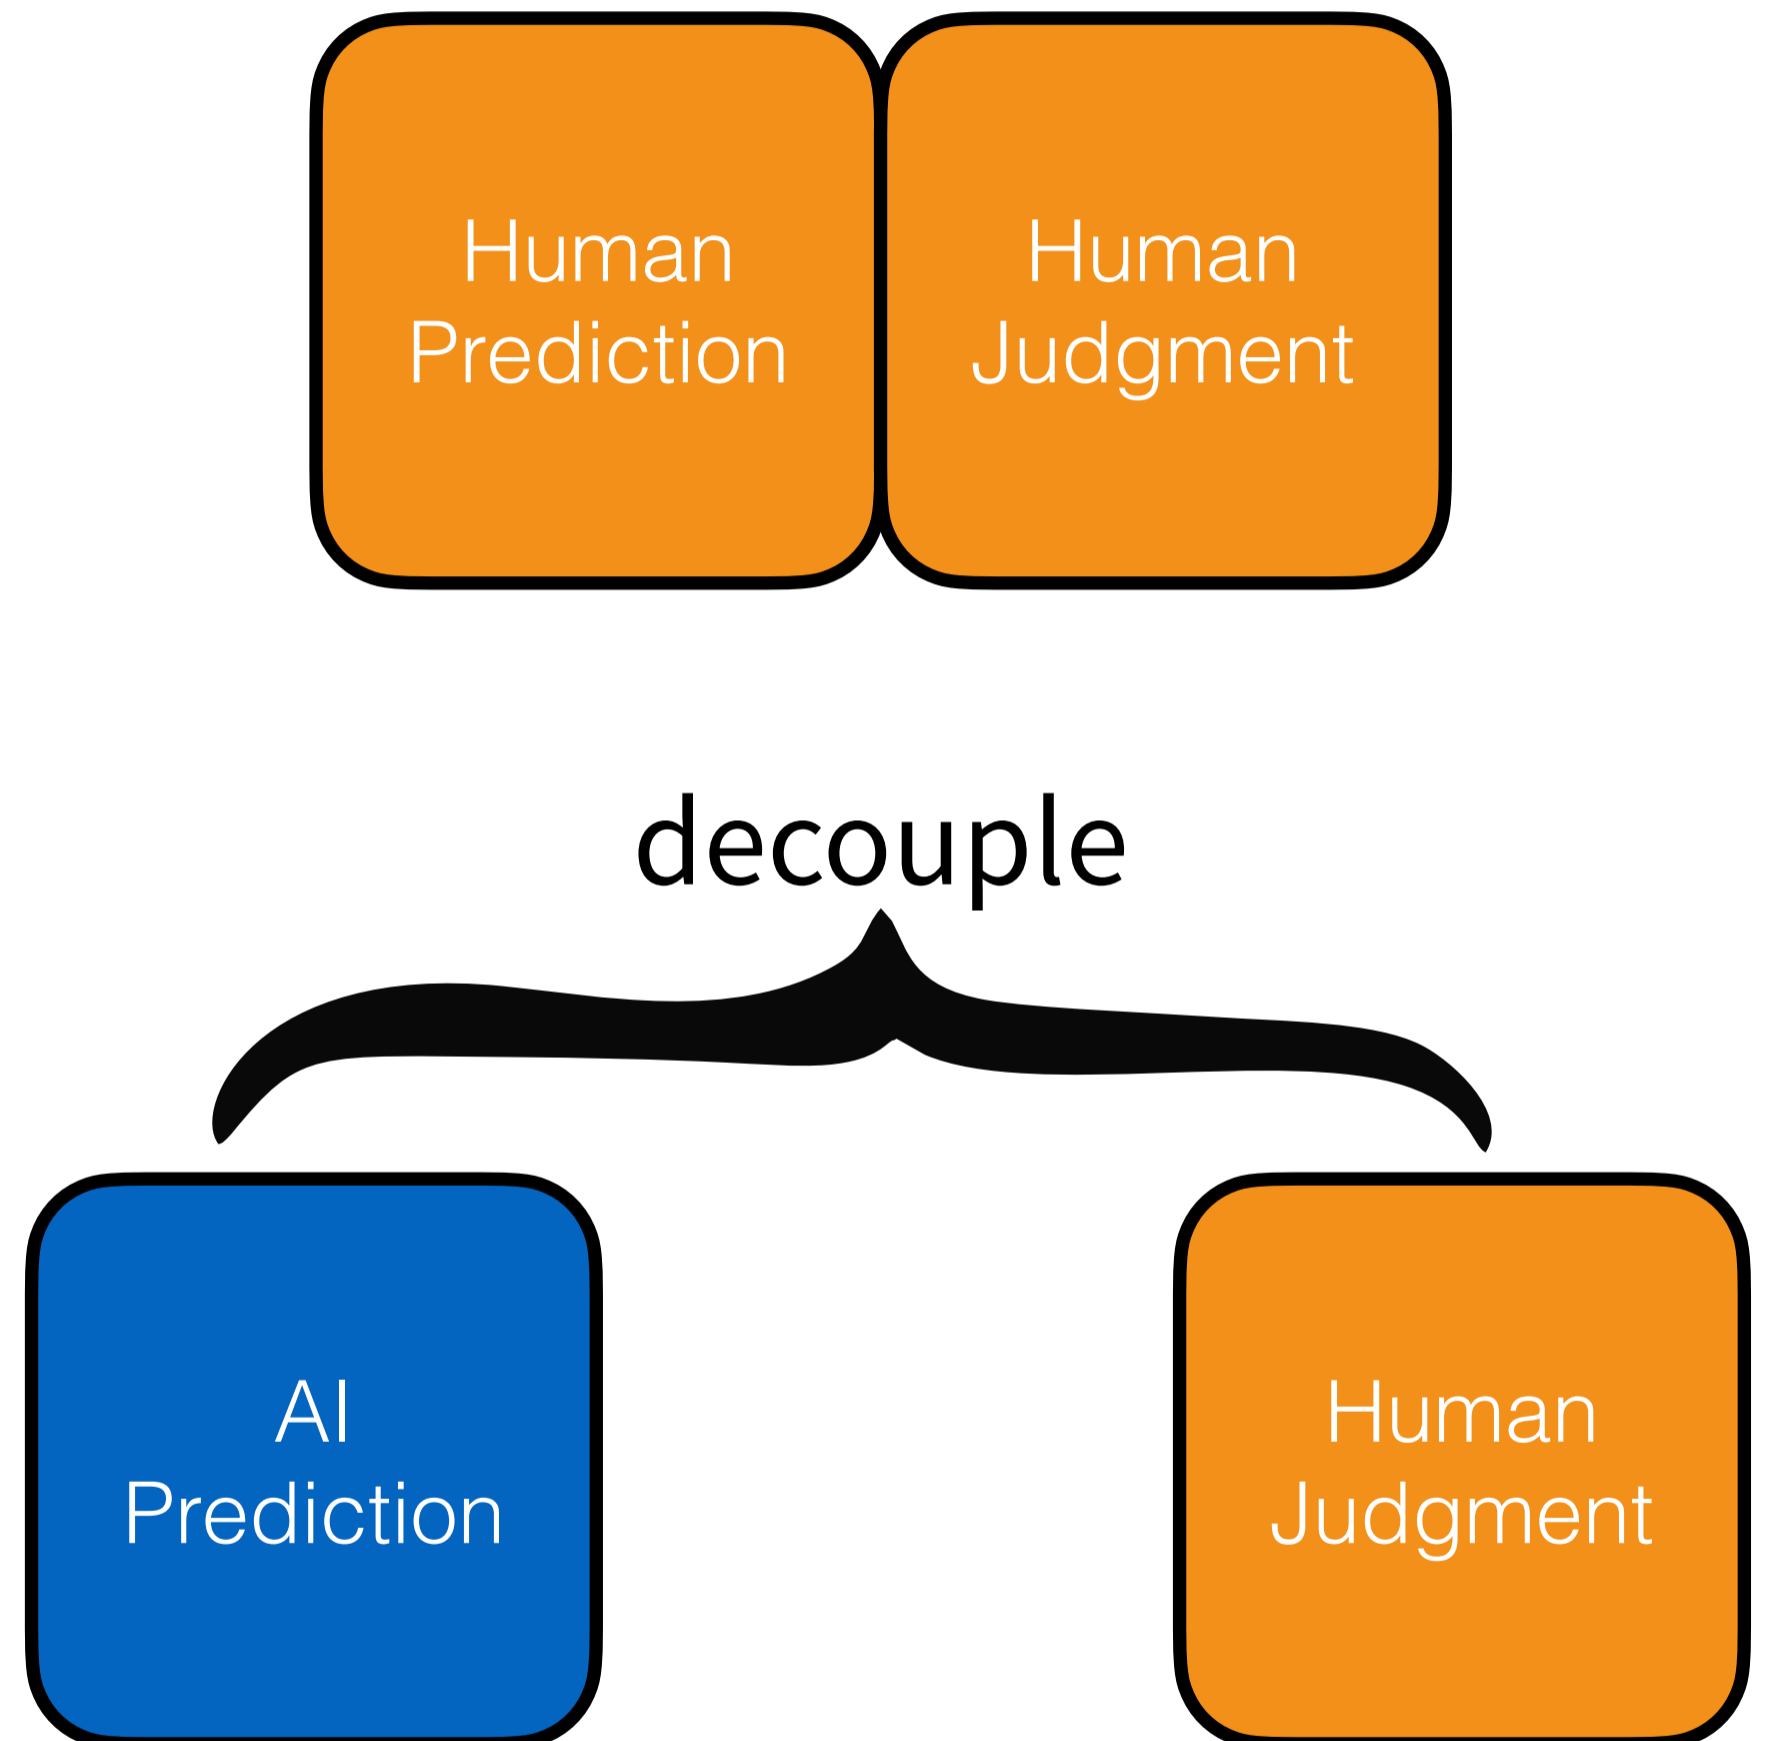 Human
Prediction
Human
Judgment
decouple
AI
Prediction
Human
Judgment